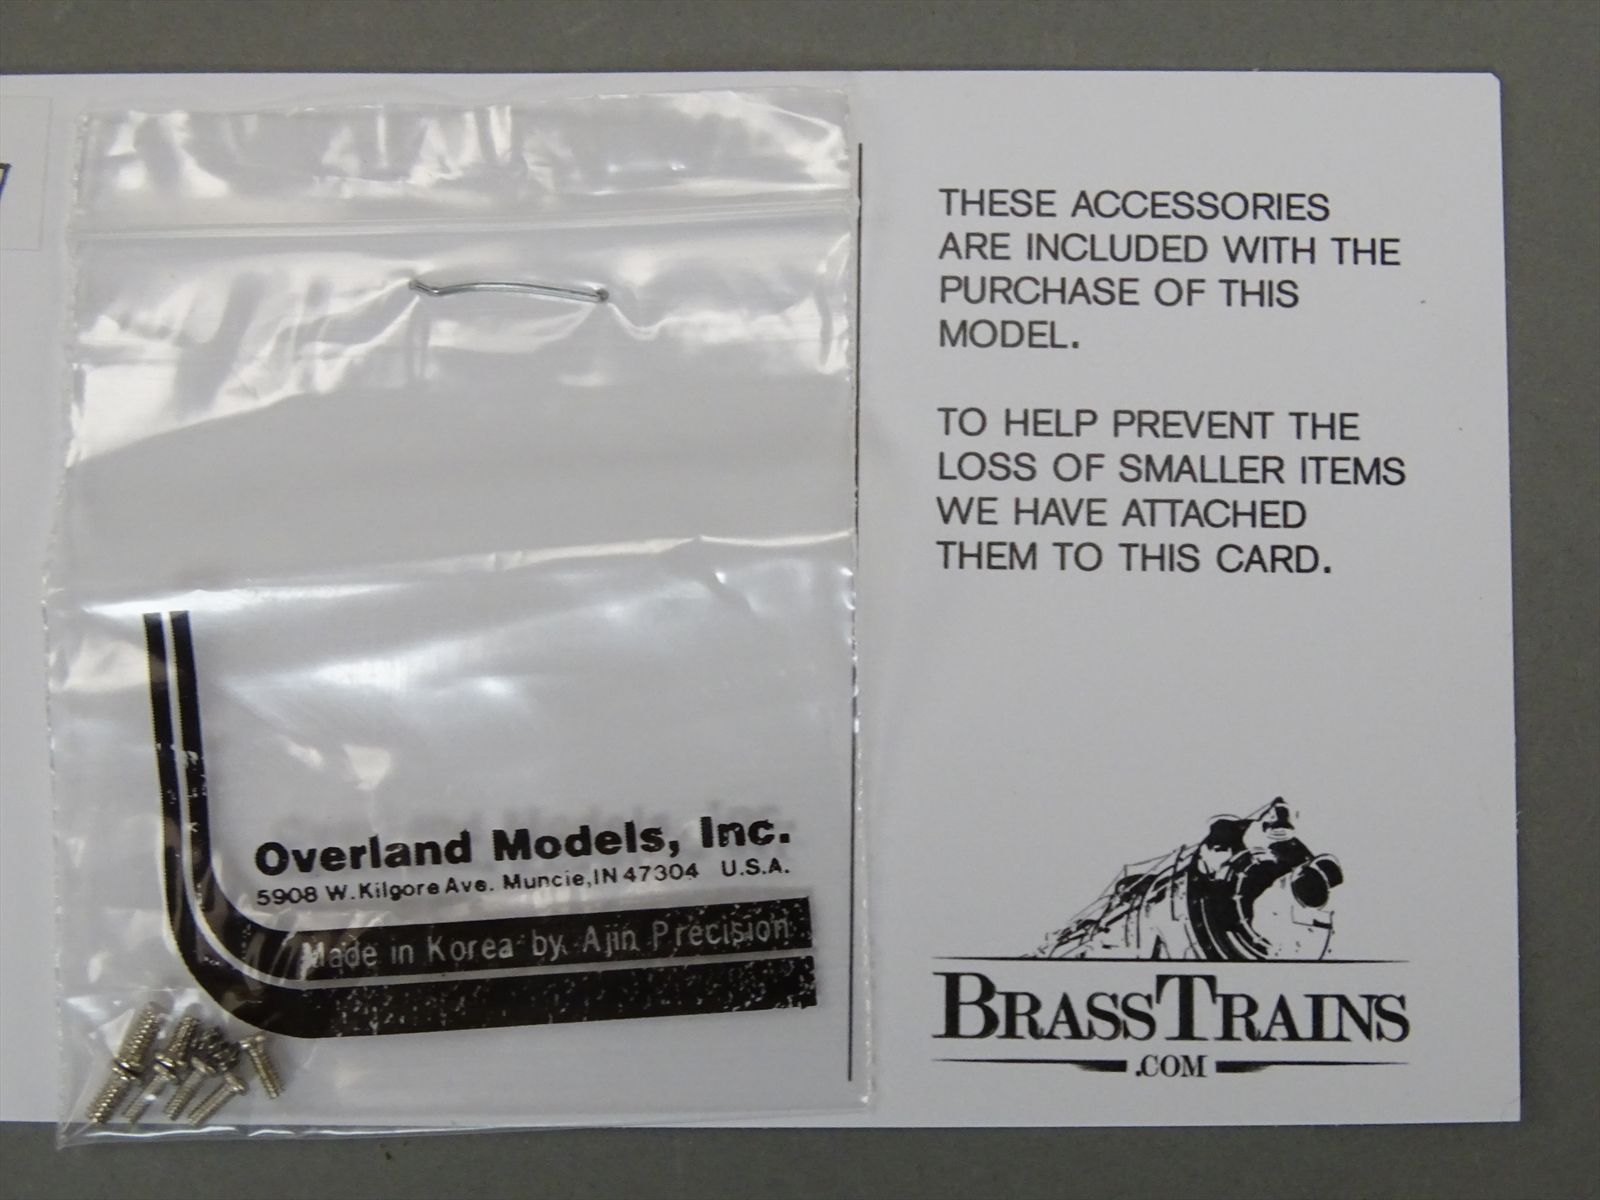 Overland Models, Inc.
5908 W. Kilgore Ave. Muncie, IN 47304 U.S.A.
Made in Korea by Ajin Precision
THESE ACCESSORIES
ARE INCLUDED WITH THE
PURCHASE OF THIS
MODEL.
TO HELP PREVENT THE
LOSS OF SMALLER ITEMS
WE HAVE ATTACHED
THEM TO THIS CARD.
BRASSTRAINS
.COM